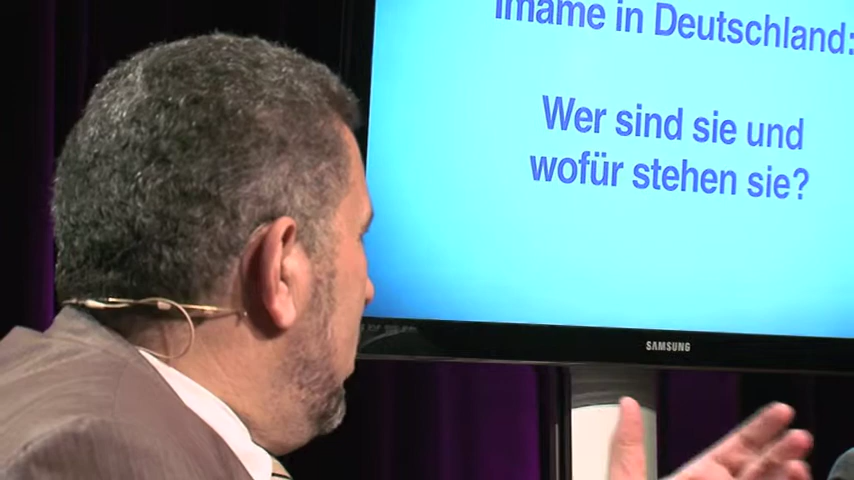 Imame in Deutschland:
Wer sind sie und
wofür stehen sie?
SAMSUNG